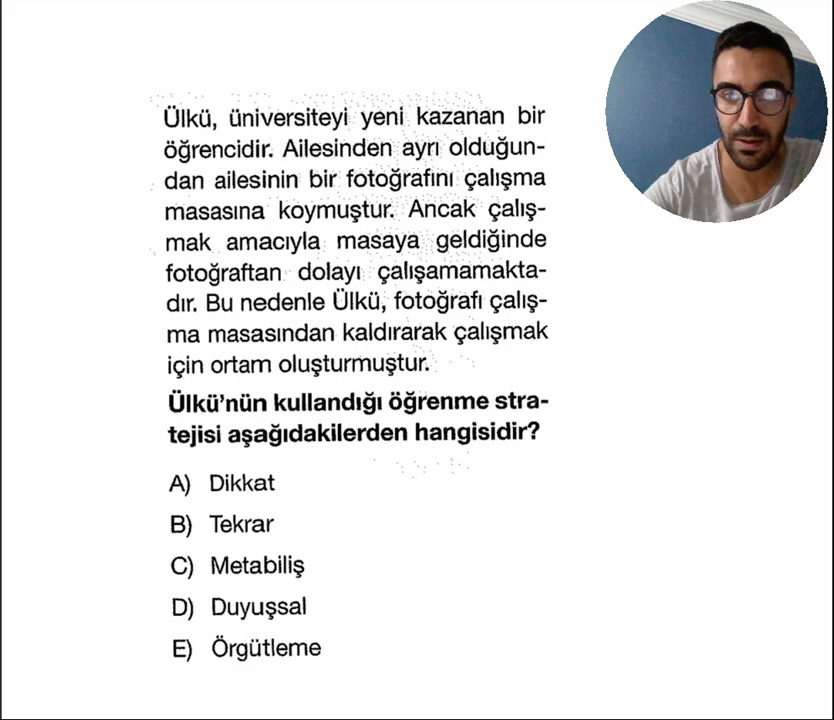 Ülkü, üniversiteyi yeni kazanan bir
öğrencidir. Ailesinden ayrı olduğun-
dan ailesinin bir fotoğrafını çalışma
masasına koymuştur. Ancak çalış-
mak amacıyla masaya geldiğinde
fotoğraftan dolayı çalışamamakta-
dır. Bu nedenle Ülkü, fotoğrafı çalış-
ma masasından kaldırarak çalışmak
için ortam oluşturmuştur.
Ülkü'nün kullandığı öğrenme stra-
tejisi aşağıdakilerden hangisidir?
A) Dikkat
B) Tekrar
C) Metabiliş
D) Duyuşsal
E) Örgütleme